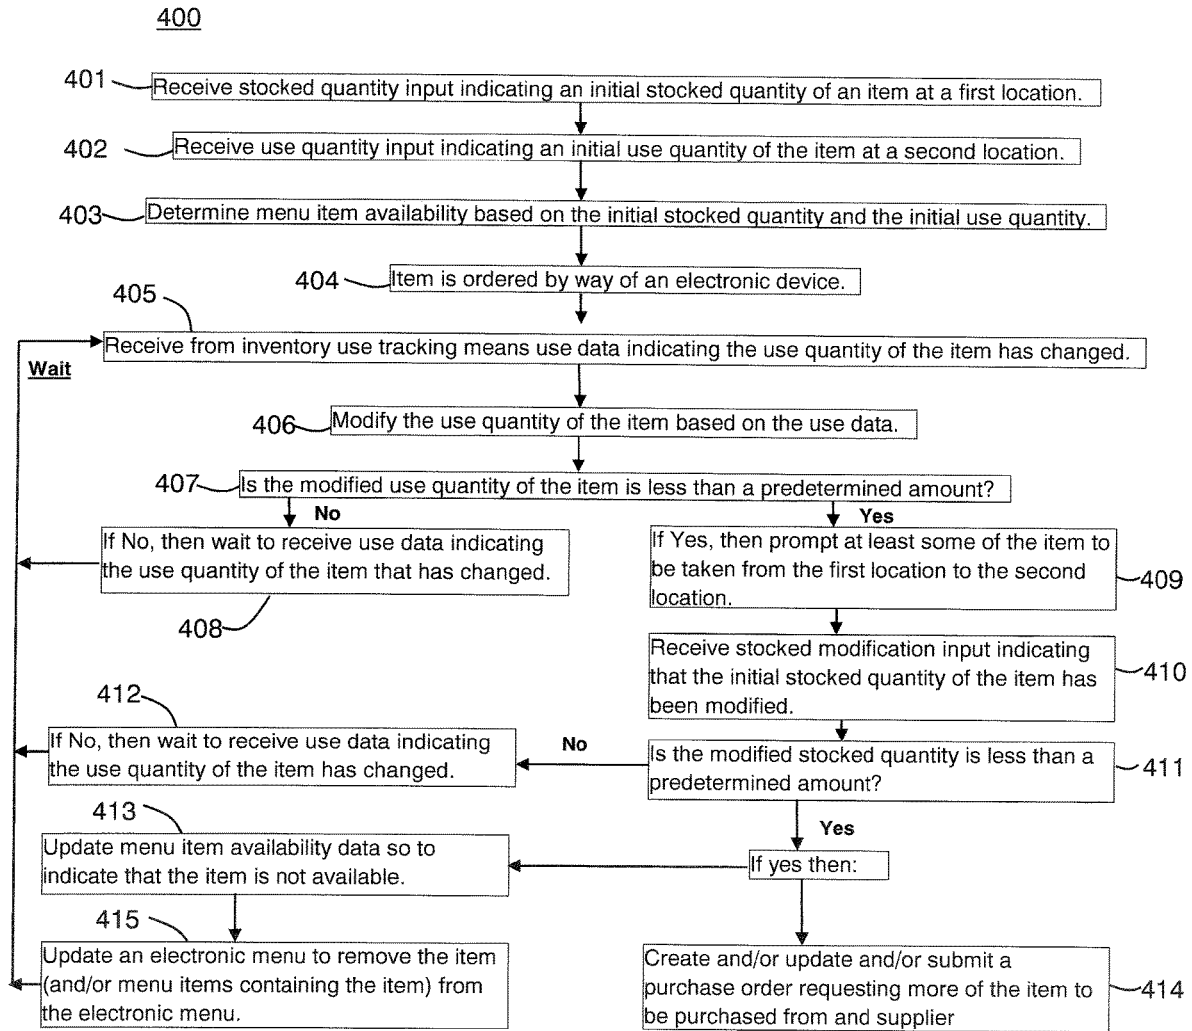 400
401
Receive stocked quantity input indicating an initial stocked quantity of an item at a first location.
402
Receive use quantity input indicating an initial use quantity of the item at a second location.
403
Determine menu item availability based on the initial stocked quantity and the initial use quantity.
404
Item is ordered by way of an electronic device.
405
Receive from inventory use tracking means use data indicating the use quantity of the item has changed.
Wait
406
Modify the use quantity of the item based on the use data.
407
Is the modified use quantity of the item is less than a predetermined amount?
No
Yes
If No, then wait to receive use data indicating
the use quantity of the item that has changed.
408
If Yes, then prompt at least some of the item to
be taken from the first location to the second
location.
409
Receive stocked modification input indicating
that the initial stocked quantity of the item has
been modified.
410
412
If No, then wait to receive use data indicating
the use quantity of the item has changed.
No
Is the modified stocked quantity is less than a
predetermined amount?
411
Yes
413
Update menu item availability data so to
indicate that the item is not available.
If yes then:
415
Update an electronic menu to remove the item
(and/or menu items containing the item) from
the electronic menu.
Create and/or update and/or submit a
purchase order requesting more of the item to
be purchased from and supplier
414